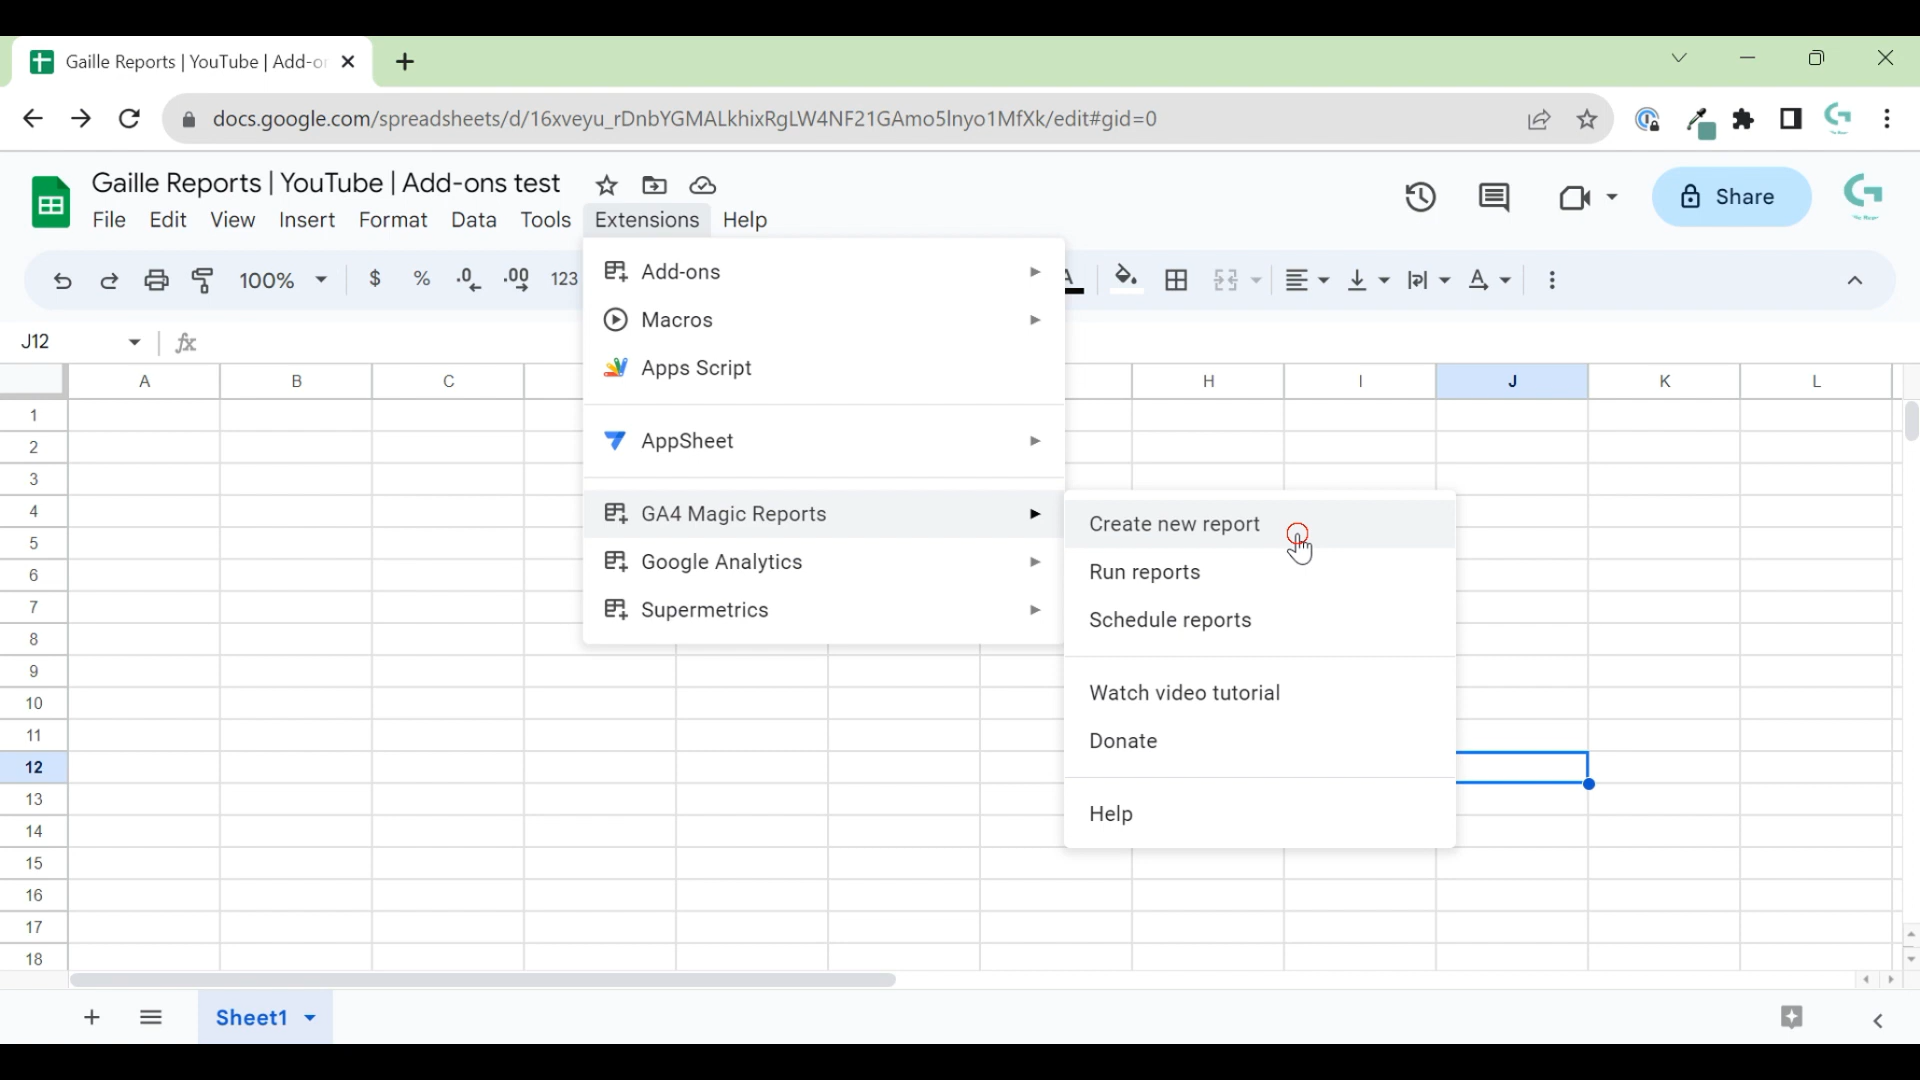 Gaille Reports | YouTube | Add-o
docs.google.com/spreadsheets/d/16xveyu_rDnbYGMALkhixRgLW4NF21GAmo5lnyo1MfXk/edit#gid=0
Gaille Reports | YouTube | Add-ons test
File Edit View Insert Format Data Tools Extensions Help
Share
100% $ % .0 .00 123 A A
J12 fx
A B C H I J K L
Add-ons
Macros
Apps Script
AppSheet
GA4 Magic Reports
Google Analytics
Supermetrics
Create new report
Run reports
Schedule reports
Watch video tutorial
Donate
Help
1
2
3
4
5
6
7
8
9
10
11
12
13
14
15
16
17
18
Sheet1